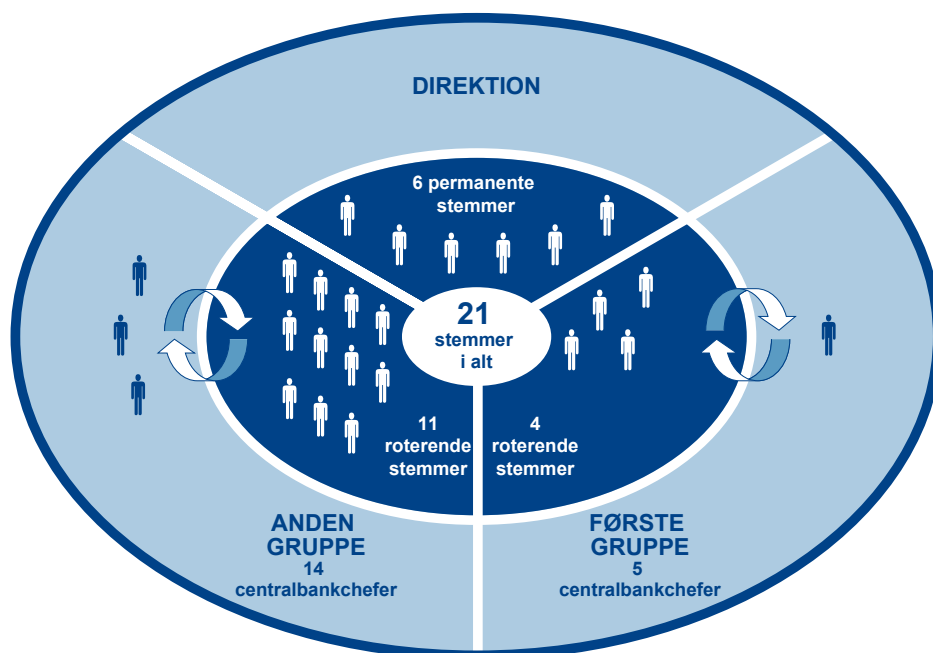 DIREKTION
6 permanente
stemmer
21
stemmer
i alt
11
roterende
stemmer
4
roterende
stemmer
ANDEN
GRUPPE
14
centralbankchefer
FØRSTE
GRUPPE
5
centralbankchefer